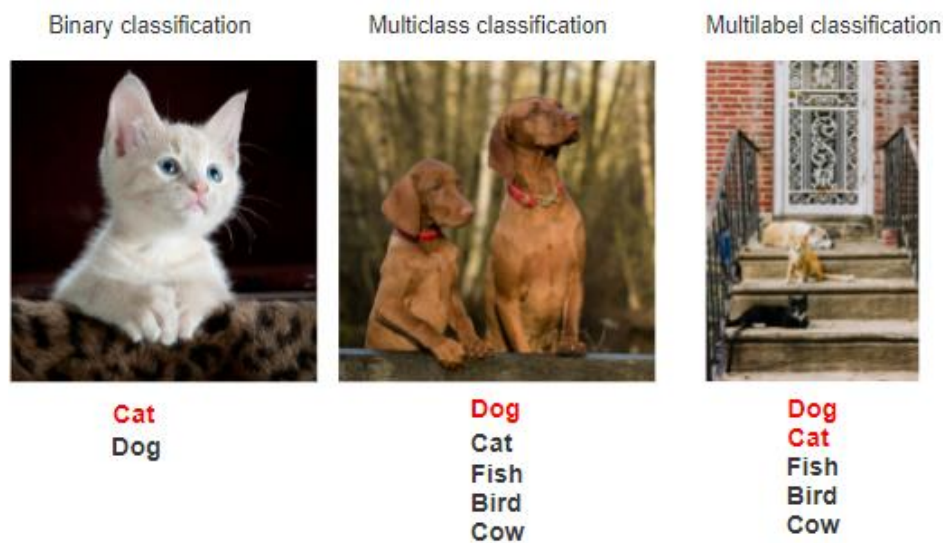 Binary classification
Multiclass classification
Multilabel classification
Cat
Dog
Dog
Cat
Fish
Bird
Cow
Dog
Cat
Fish
Bird
Cow